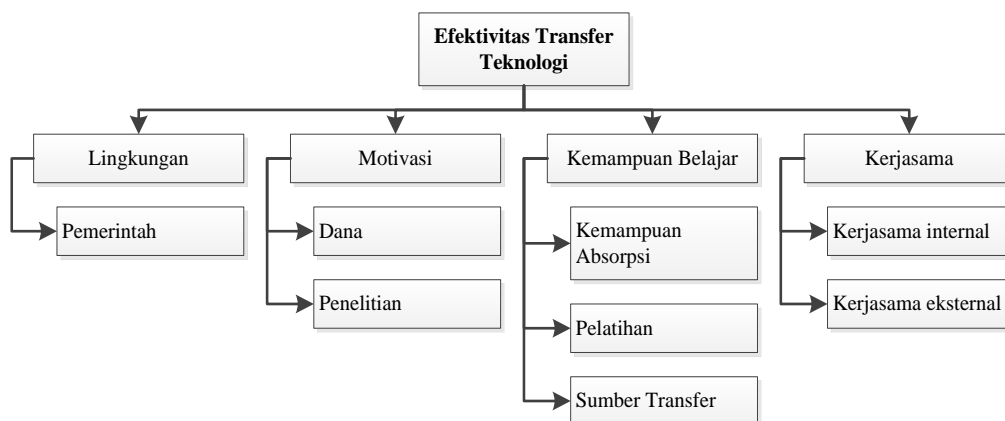 Efektivitas Transfer
Teknologi
Lingkungan
Pemerintah
Motivasi
Dana
Penelitian
Kemampuan Belajar
Kemampuan
Absorpsi
Pelatihan
Sumber Transfer
Kerjasama
Kerjasama internal
Kerjasama eksternal